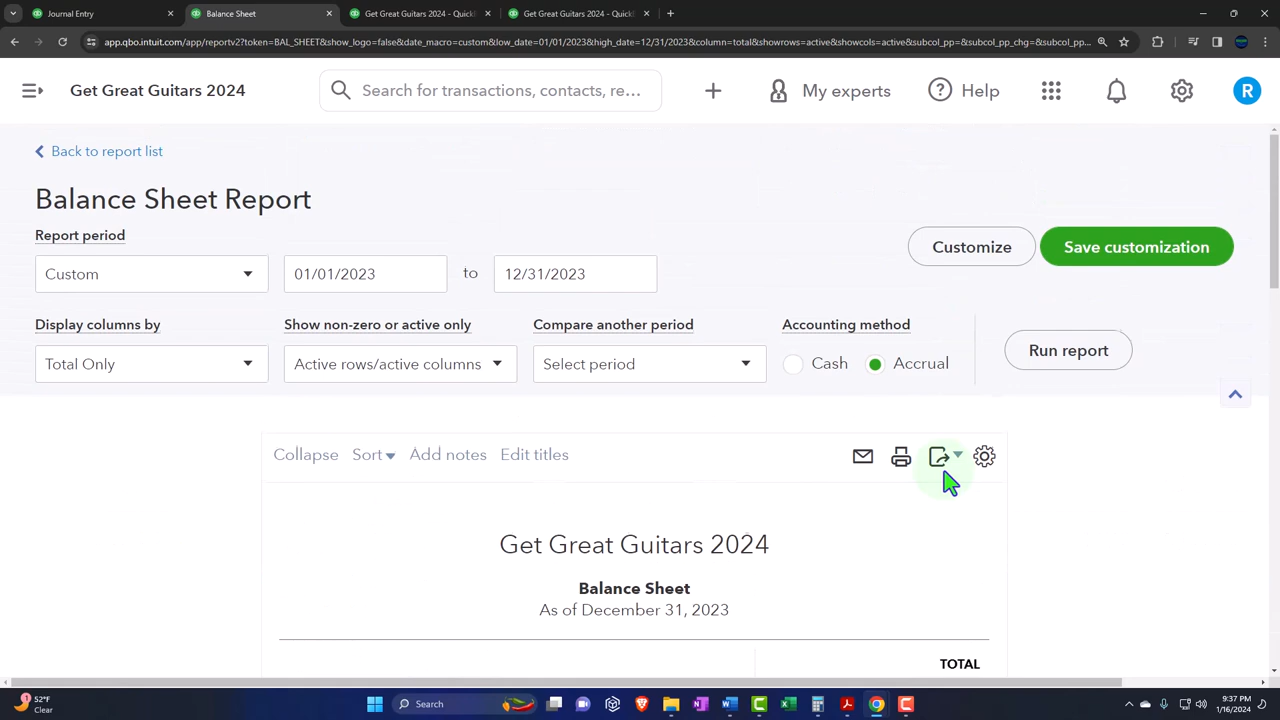 Journal Entry
Balance Sheet
Get Great Guitars 2024 - QuickB
Get Great Guitars 2024 - QuickB
app.qbo.intuit.com/app/reportv2?token=BAL_SHEET&show_logo=false&date_macro=custom&low_date=01/01/2023&high_date=12/31/2023&column=total&showrows=active&showcols=active&subcol_pp=&subcol_pp_chg=&subcol_pp...
Get Great Guitars 2024
Search for transactions, contacts, re...
My experts
Help
R
Back to report list
Balance Sheet Report
Report period
Customize
Save customization
Custom
01/01/2023
to
12/31/2023
Display columns by
Show non-zero or active only
Compare another period
Accounting method
Total Only
Active rows/active columns
Select period
Cash
Accrual
Run report
Collapse
Sort
Add notes
Edit titles
Get Great Guitars 2024
Balance Sheet
As of December 31, 2023
TOTAL
1
52°F
Clear
Search
9:37 PM
1/16/2024